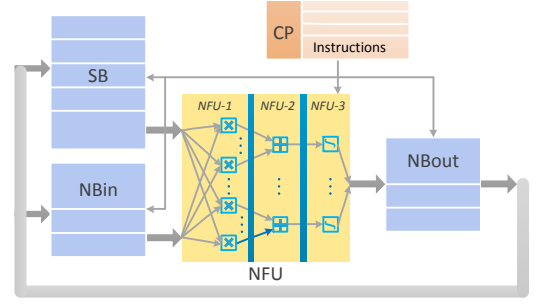 CP
Instructions
SB
NFU-1
NFU-2
NFU-3
NBin
NBout
NFU